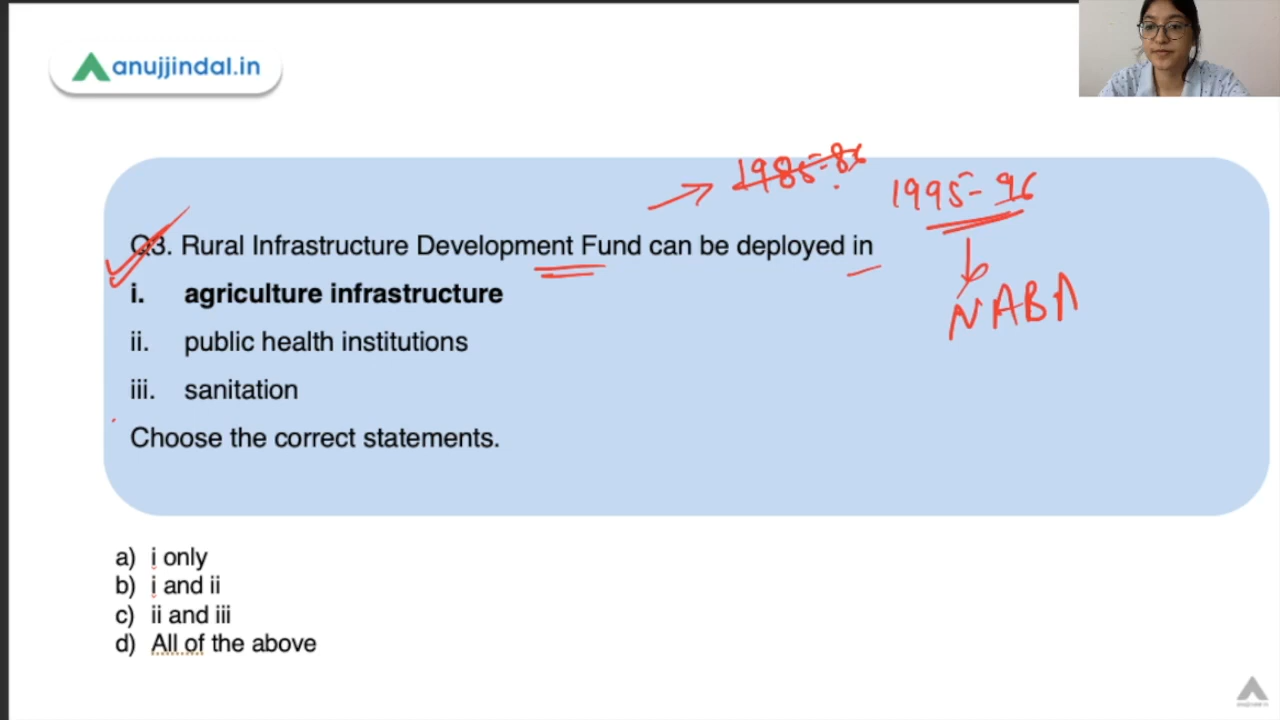 anujjindal.in
1985-86
1995-96
Q3. Rural Infrastructure Development Fund can be deployed in
i. agriculture infrastructure
NABA
ii. public health institutions
iii. sanitation
Choose the correct statements.
a) i only
b) i and ii
c) ii and iii
d) All of the above